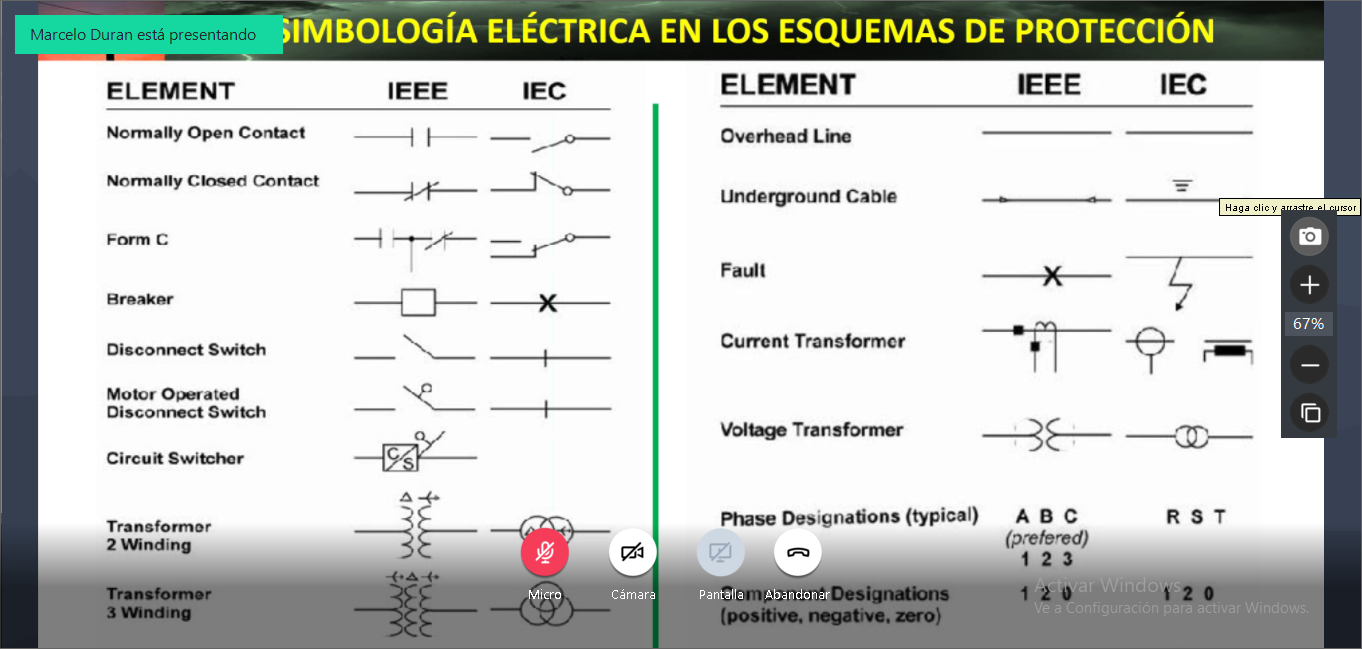 Marcelo Duran está presentando
SIMBOLOGÍA ELÉCTRICA EN LOS ESQUEMAS DE PROTECCIÓN
ELEMENT IEEE IEC
Normally Open Contact
Normally Closed Contact
Form C
Breaker
Disconnect Switch
Motor Operated
Disconnect Switch
Circuit Switcher
C/S
Transformer
2 Winding
Transformer
3 Winding
ELEMENT IEEE IEC
Overhead Line
Underground Cable
Fault
Current Transformer
Voltage Transformer
Phase Designations (typical) A B C R S T
(prefered)
1 2 3
Designations 1 2 0 1 2 0
(positive, negative, zero)
Haga clic y arrastre el cursor
67%
Micro Cámara Pantalla Abandonar
Activar Windows
Ve a Configuración para activar Windows.